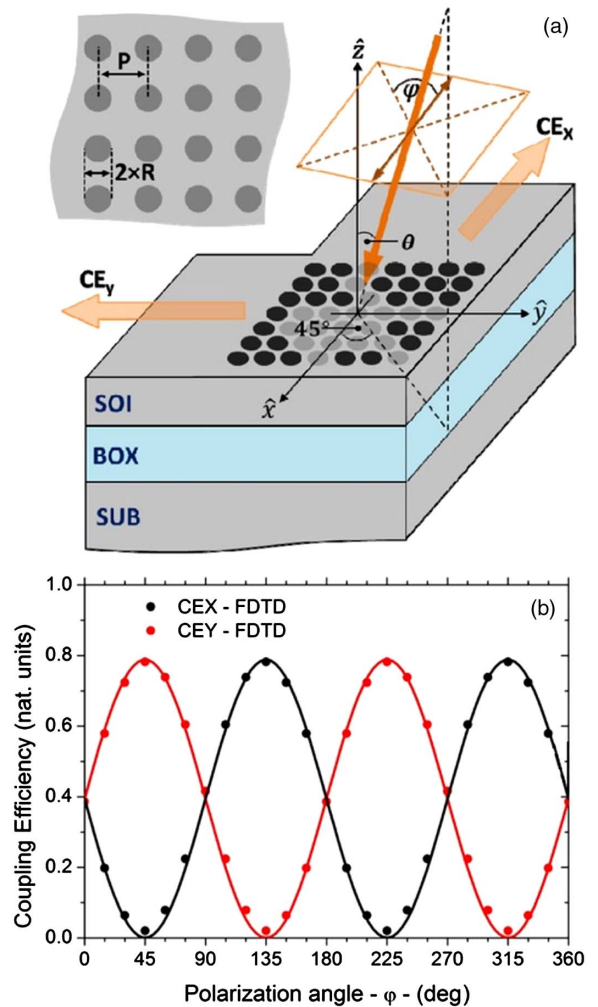 (a)
P
2×R
ẑ
φ
CEₓ
θ
CEᵧ
45°
ŷ
x̂
SOI
BOX
SUB
(b)
CEX - FDTD
CEY - FDTD
Coupling Efficiency (nat. units)
1.0
0.8
0.6
0.4
0.2
0.0
0 45 90 135 180 225 270 315 360
Polarization angle - φ - (deg)